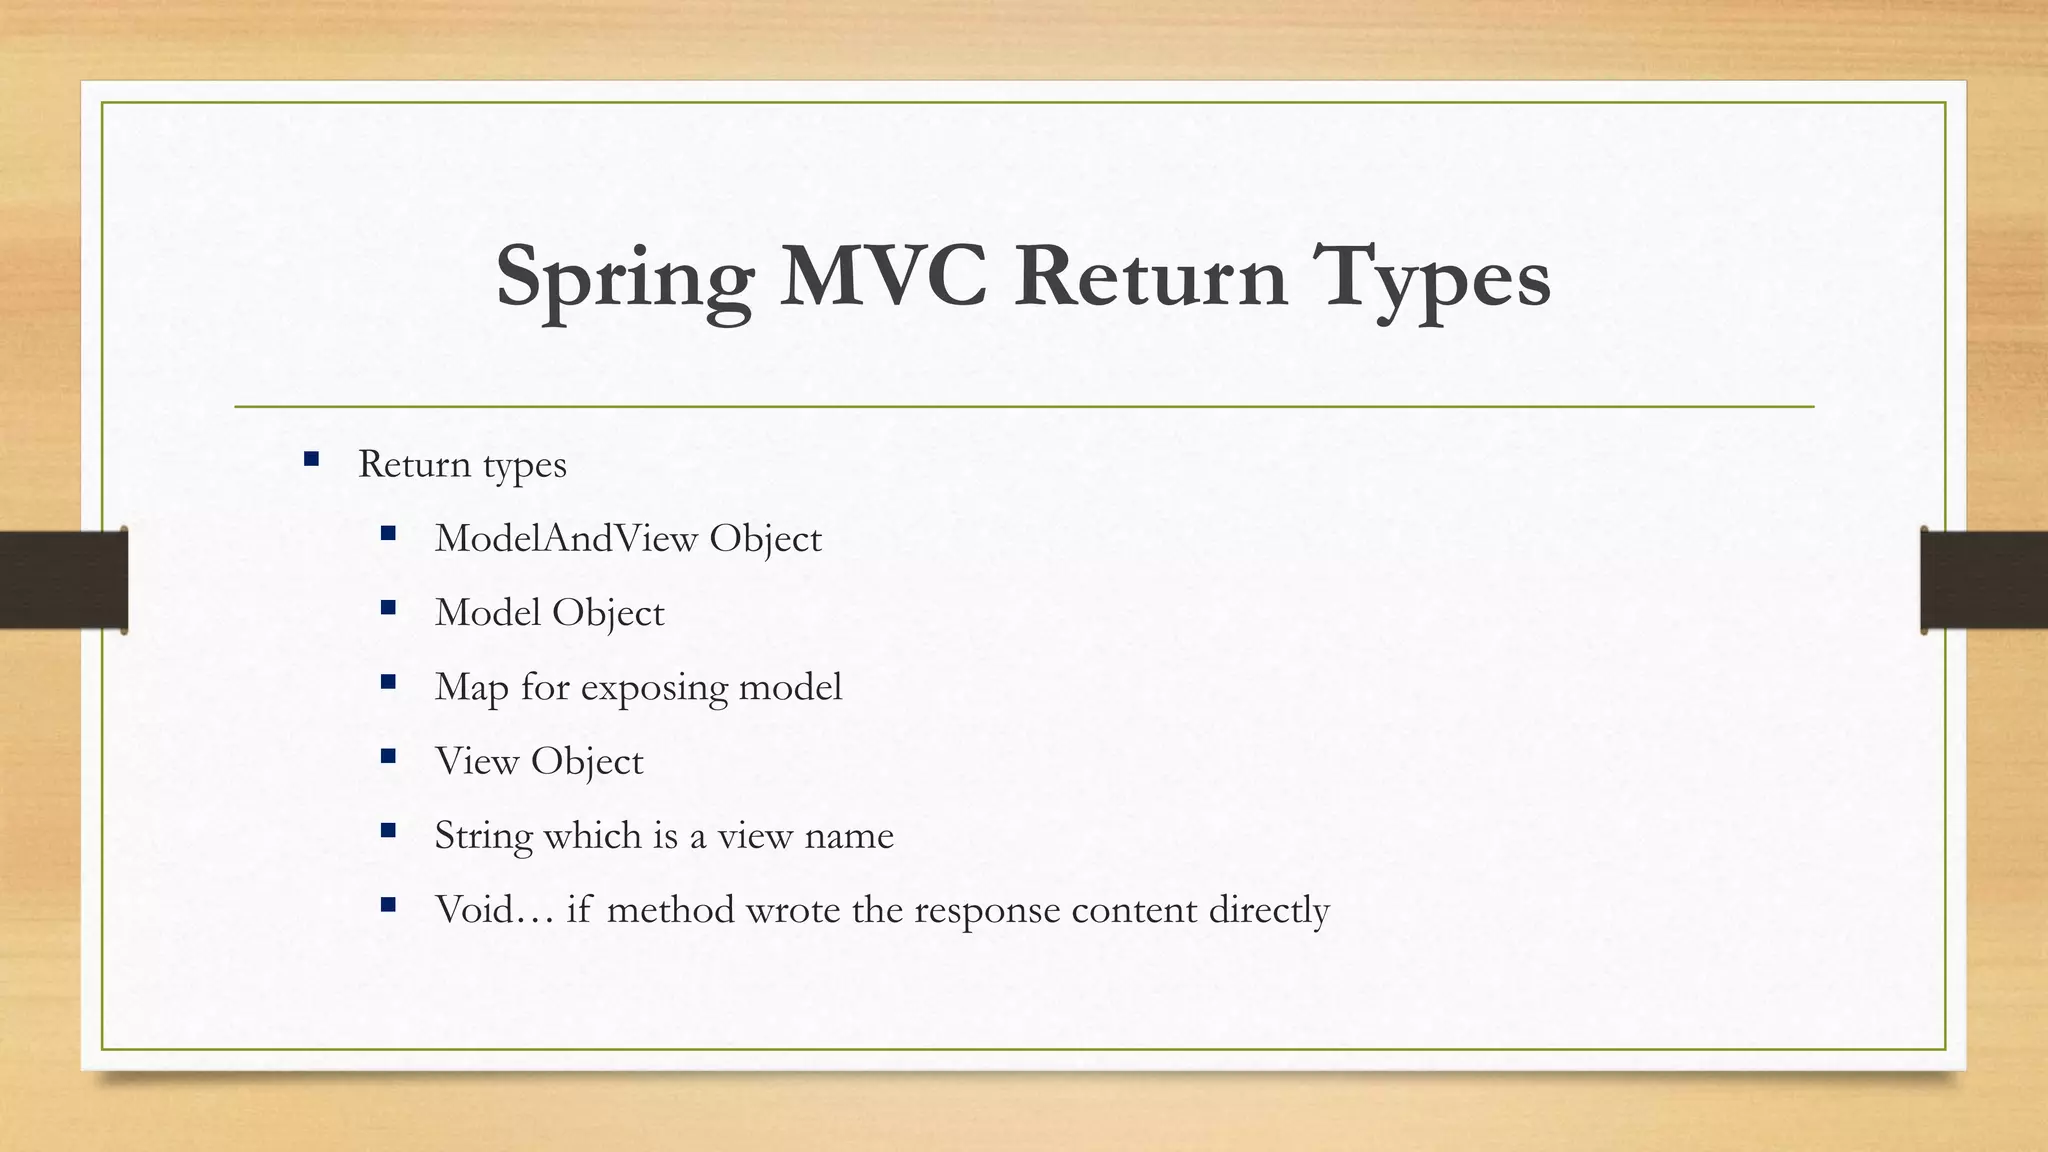 Spring MVC Return Types
Return types
ModelAndView Object
Model Object
Map for exposing model
View Object
String which is a view name
Void… if method wrote the response content directly